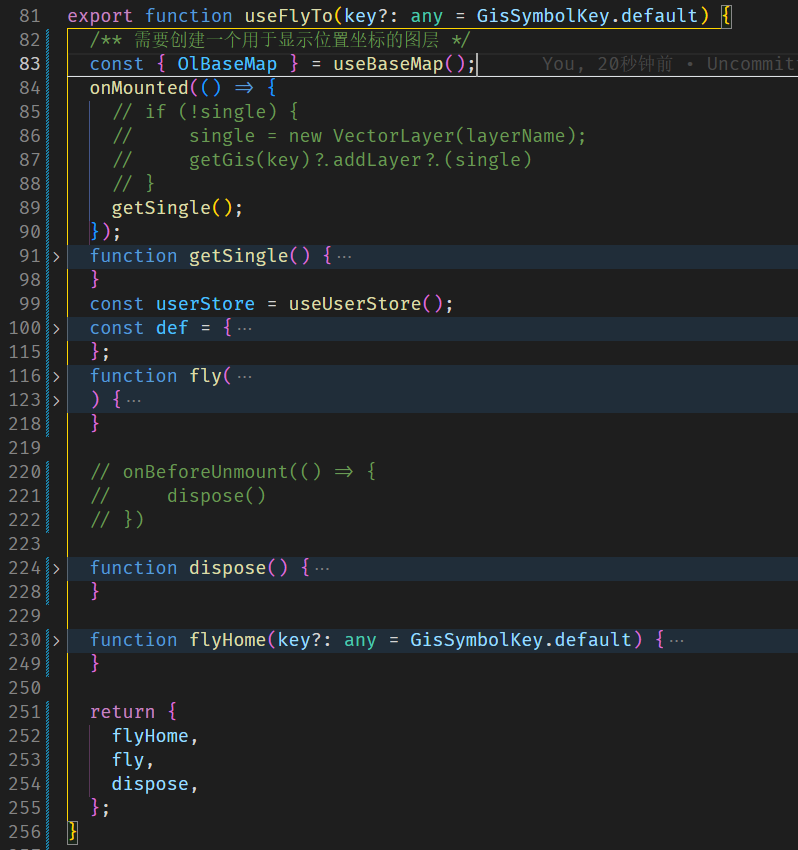 81 export function useFlyTo(key?: any = GisSymbolKey.default) {
82 /** 需要创建一个用于显示位置坐标的图层 */
83 const { OlBaseMap } = useBaseMap(); You, 20秒钟前 • Uncommitt
84 onMounted(() => {
85 // if (!single) {
86 // single = new VectorLayer(layerName);
87 // getGis(key)?.addLayer?.(single)
88 // }
89 getSingle();
90 });
91 function getSingle() { ⋯
98 }
99 const userStore = useUserStore();
100 const def = { ⋯
115 };
116 function fly( ⋯
123 ) { ⋯
218 }
219
220 // onBeforeUnmount(() => {
221 // dispose()
222 // })
223
224 function dispose() { ⋯
228 }
229
230 function flyHome(key?: any = GisSymbolKey.default) { ⋯
249 }
250
251 return {
252 flyHome,
253 fly,
254 dispose,
255 };
256 }